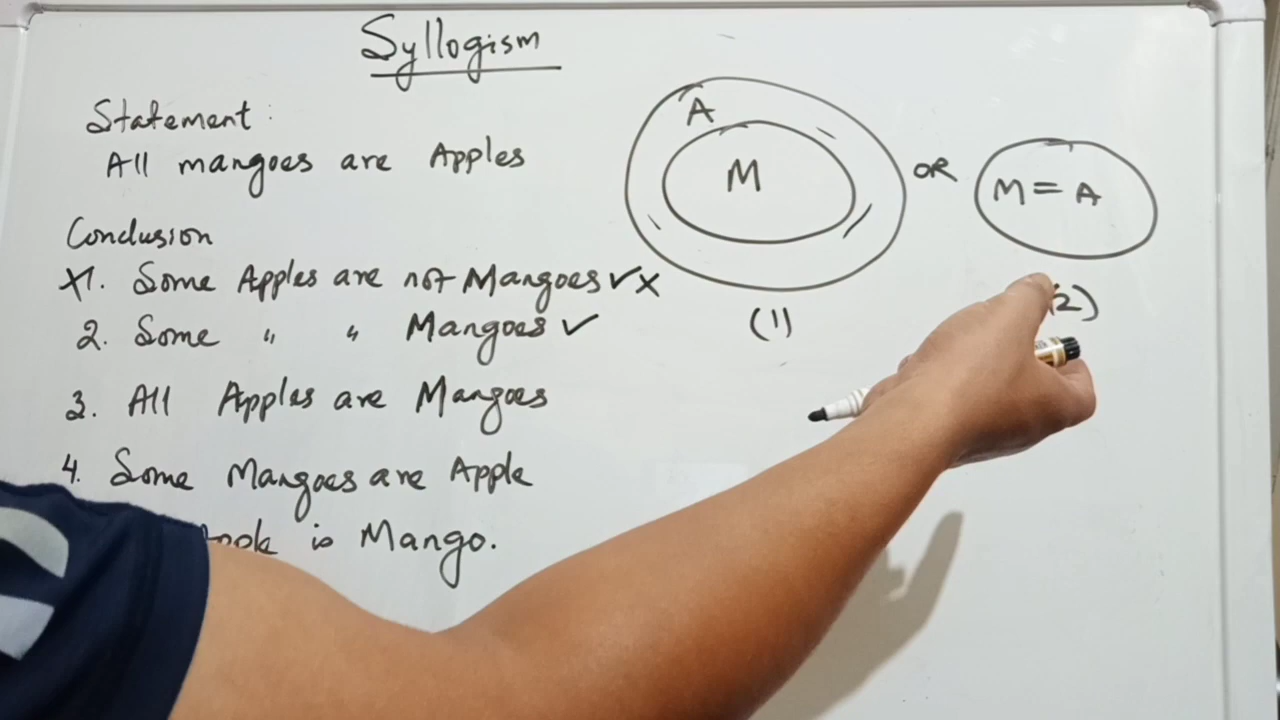 Syllogism
Statement:
All mangoes are Apples
Conclusion
X1. Some Apples are not Mangoes ✓ X
2. Some " " Mangoes ✓
3. All Apples are Mangoes
4. Some Mangoes are Apple
is Mango.
A
M
(1)
OR
M = A
2)